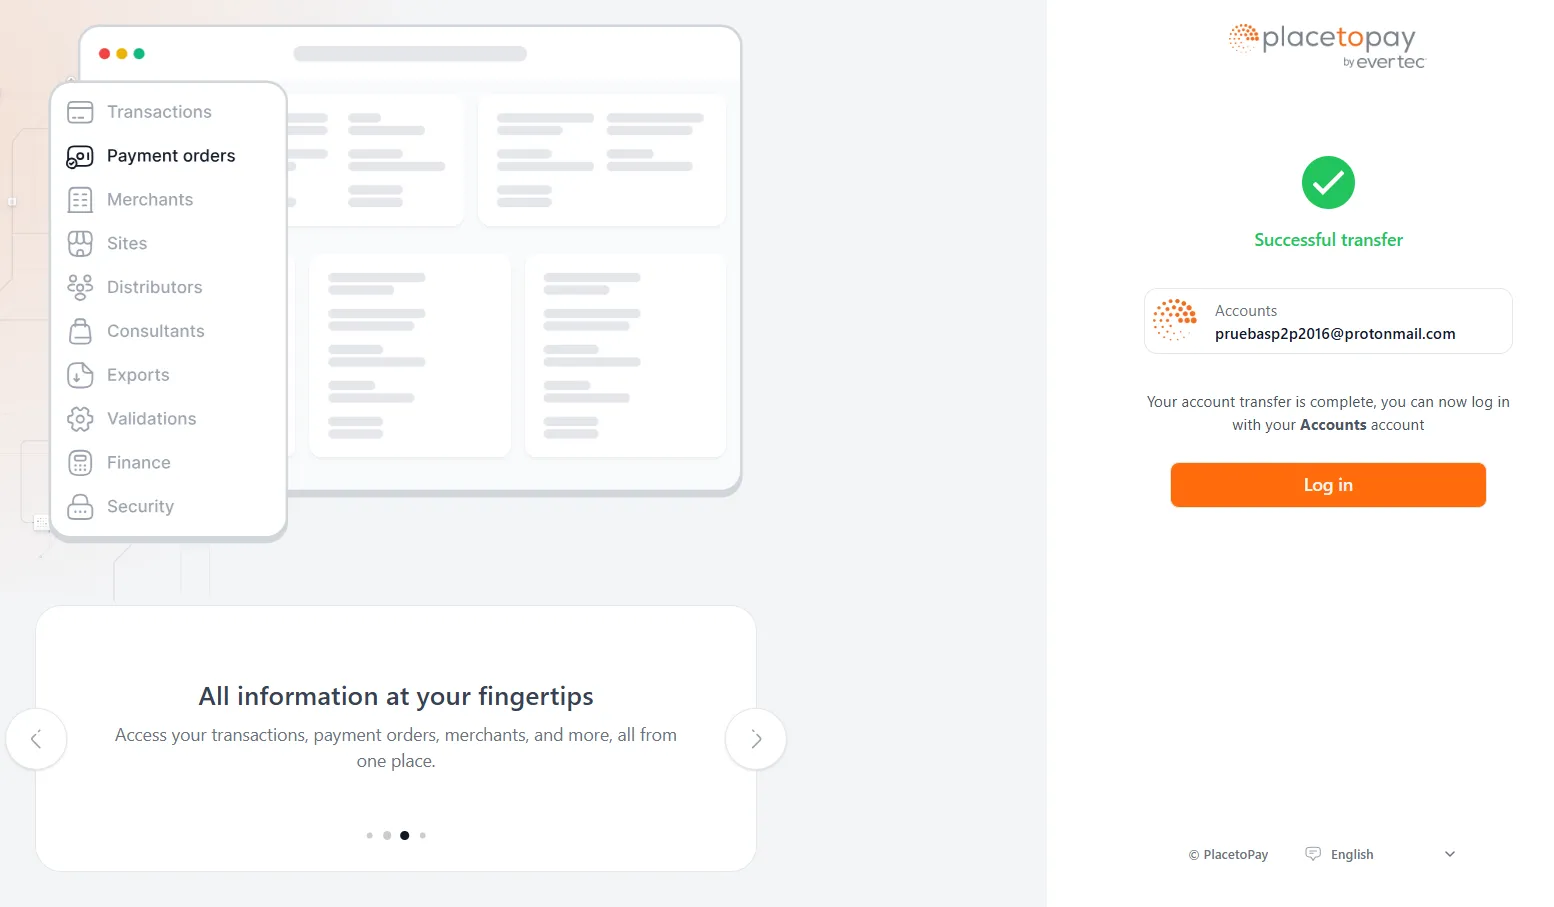 Transactions
Payment orders
Merchants
Sites
Distributors
Consultants
Exports
Validations
Finance
Security
All information at your fingertips
Access your transactions, payment orders, merchants, and more, all from
one place.
placetopay
by evertec
Successful transfer
Accounts
pruebasp2p2016@protonmail.com
Your account transfer is complete, you can now log in
with your Accounts account
Log in
© PlacetoPay
English